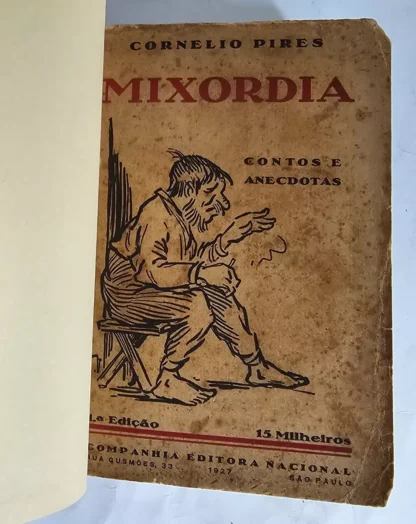 CORNELIO PIRES
MIXORDIA
CONTOS E
ANECDOTAS
1.a Edição
15 Milheiros
COMPANHIA EDITORA NACIONAL
RUA GUSMÕES, 33 1927 SÃO PAULO